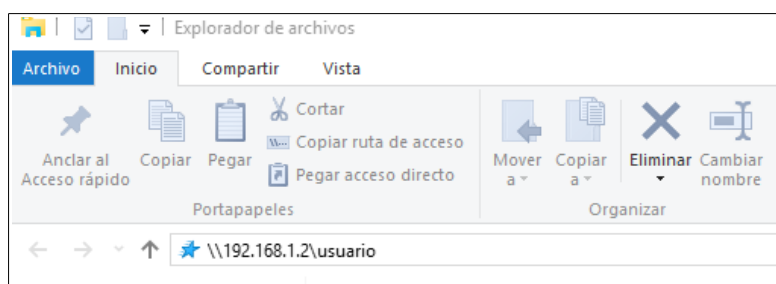 Explorador de archivos
Archivo Inicio Compartir Vista
Anclar al
Acceso rápido
Copiar
Pegar
Cortar
Copiar ruta de acceso
Pegar acceso directo
Portapapeles
Mover
a
Copiar
a
Eliminar
Cambiar
nombre
Organizar
\\192.168.1.2\usuario